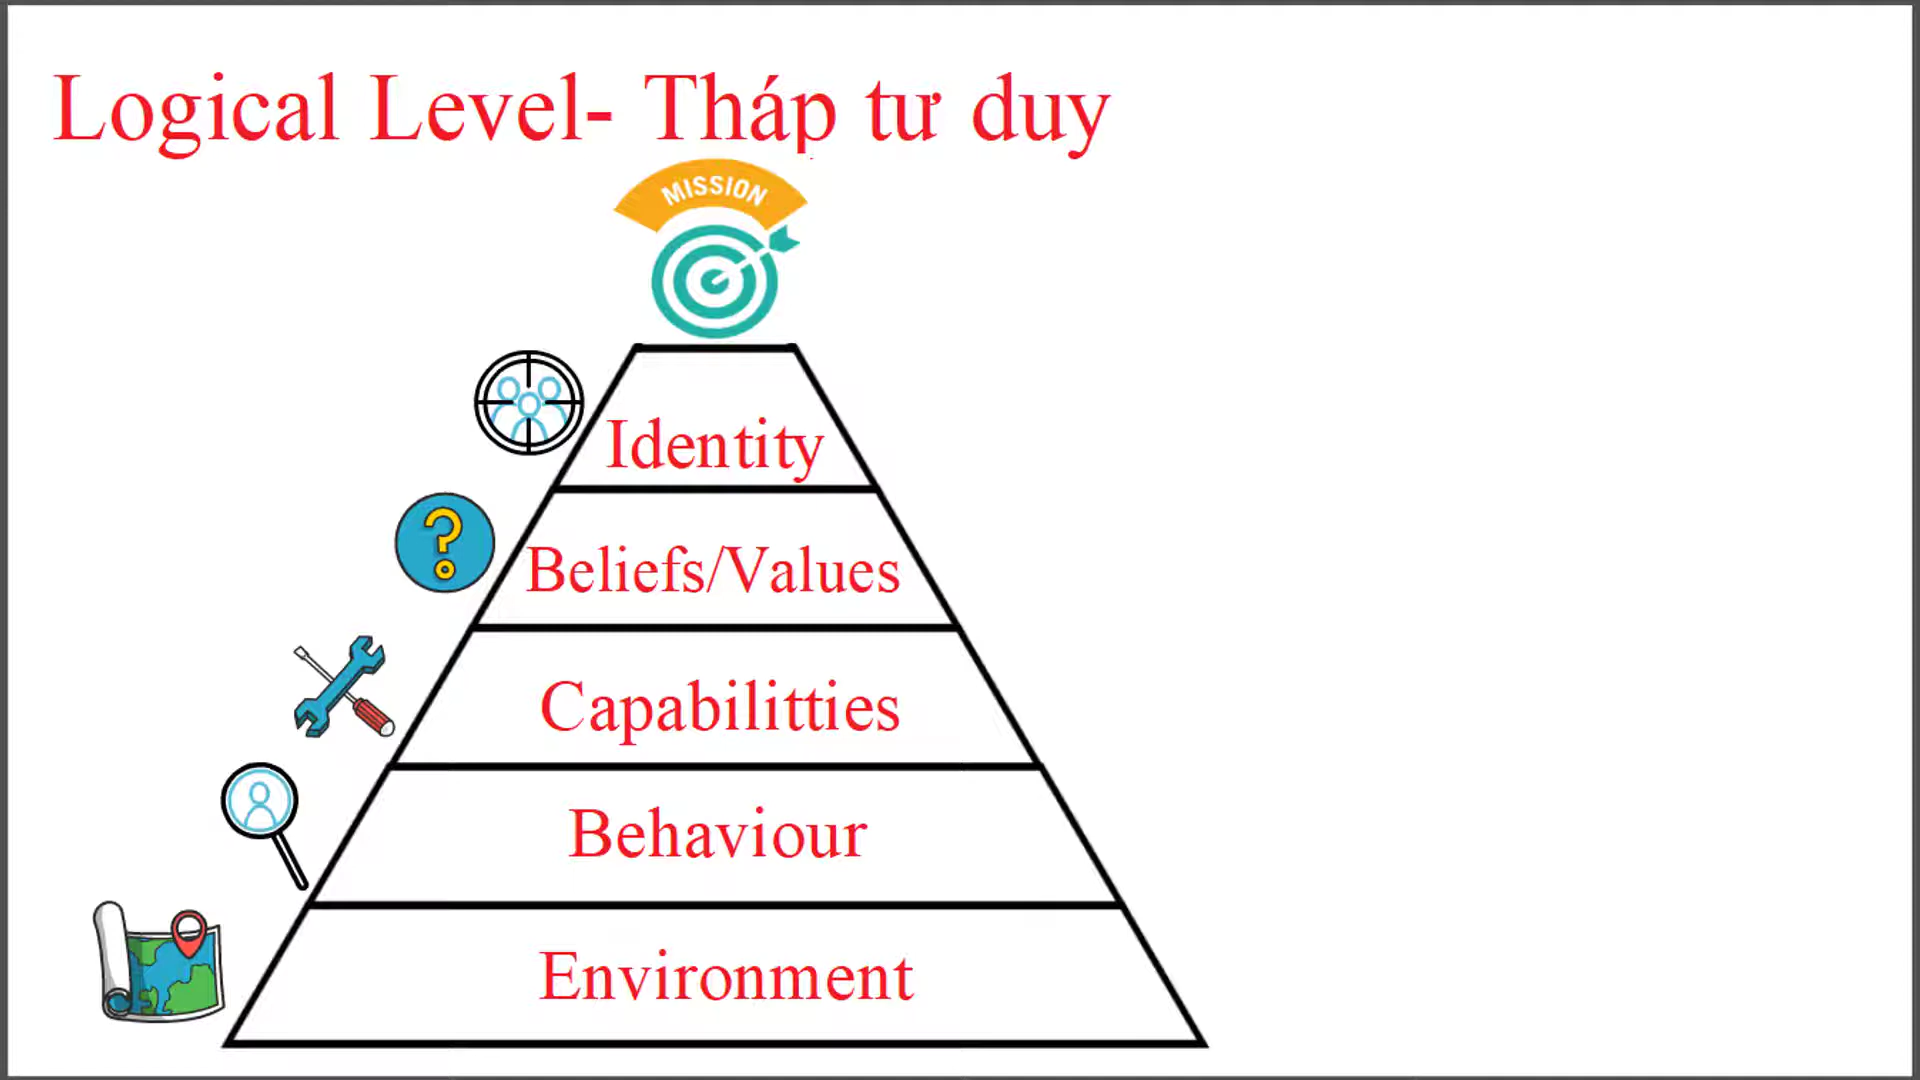 Logical Level- Tháp tư duy
MISSION
Identity
?
Beliefs/Values
Capabilitties
Behaviour
Environment